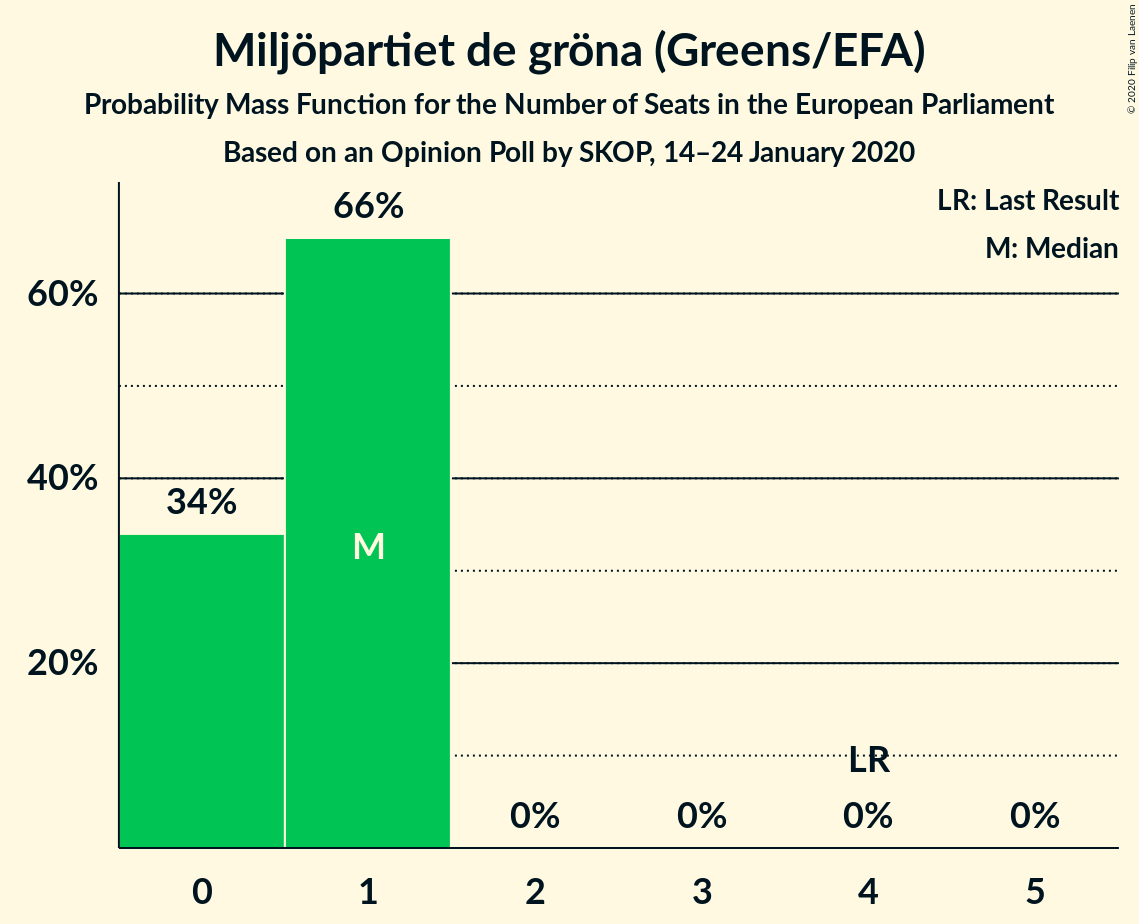 Miljöpartiet de gröna (Greens/EFA)
Probability Mass Function for the Number of Seats in the European Parliament
Based on an Opinion Poll by SKOP, 14–24 January 2020
© 2020 Filip van Laenen
LR: Last Result
M: Median
66%
60%
40%
34%
M
20%
LR
0% 0% 0% 0%
0 1 2 3 4 5